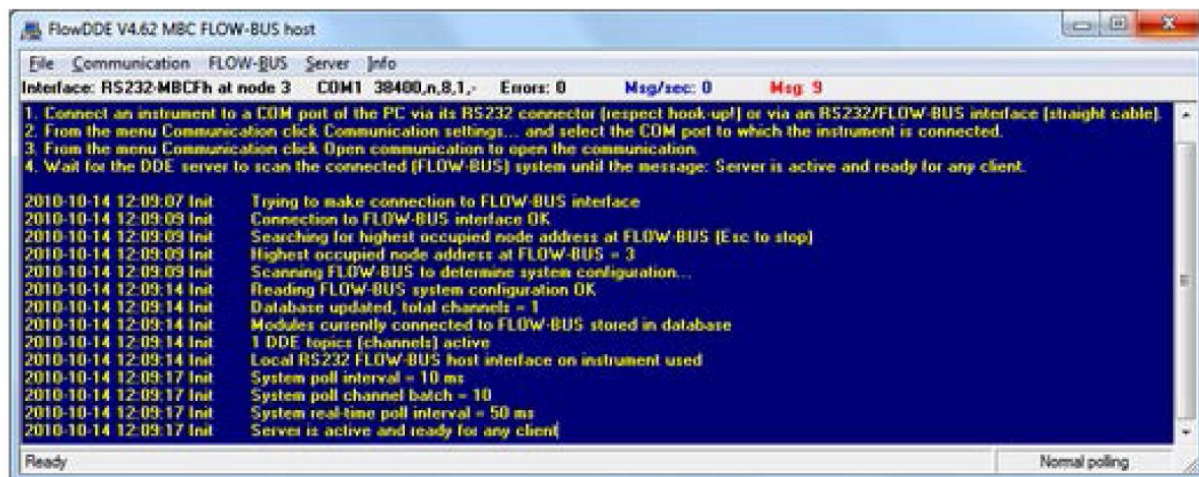 FlowDDE V4.62 MBC FLOW-BUS host
File Communication FLOW-BUS Server Info
Interface: RS232-MBCFh at node 3 COM1 38400,n,8,1,- Errors: 0 Msg/sec: 0 Msg: 9
1. Connect an instrument to a COM port of the PC via its RS232 connector (respect hook-up!) or via an RS232/FLOW-BUS interface (straight cable).
2. From the menu Communication click Communication settings... and select the COM port to which the instrument is connected.
3. From the menu Communication click Open communication to open the communication.
4. Wait for the DDE server to scan the connected (FLOW-BUS) system until the message: Server is active and ready for any client.
2010-10-14 12:09:07 Init Trying to make connection to FLOW-BUS interface
2010-10-14 12:09:09 Init Connection to FLOW-BUS interface OK
2010-10-14 12:09:09 Init Searching for highest occupied node address at FLOW-BUS (Esc to stop)
2010-10-14 12:09:09 Init Highest occupied node address at FLOW-BUS = 3
2010-10-14 12:09:09 Init Scanning FLOW-BUS to determine system configuration...
2010-10-14 12:09:14 Init Reading FLOW-BUS system configuration OK
2010-10-14 12:09:14 Init Database updated, total channels = 1
2010-10-14 12:09:14 Init Modules currently connected to FLOW-BUS stored in database
2010-10-14 12:09:14 Init 1 DDE topics (channels) active
2010-10-14 12:09:14 Init Local RS232 FLOW-BUS host interface on instrument used
2010-10-14 12:09:17 Init System poll interval = 10 ms
2010-10-14 12:09:17 Init System poll channel batch = 10
2010-10-14 12:09:17 Init System real-time poll interval = 50 ms
2010-10-14 12:09:17 Init Server is active and ready for any client
Ready Normal polling